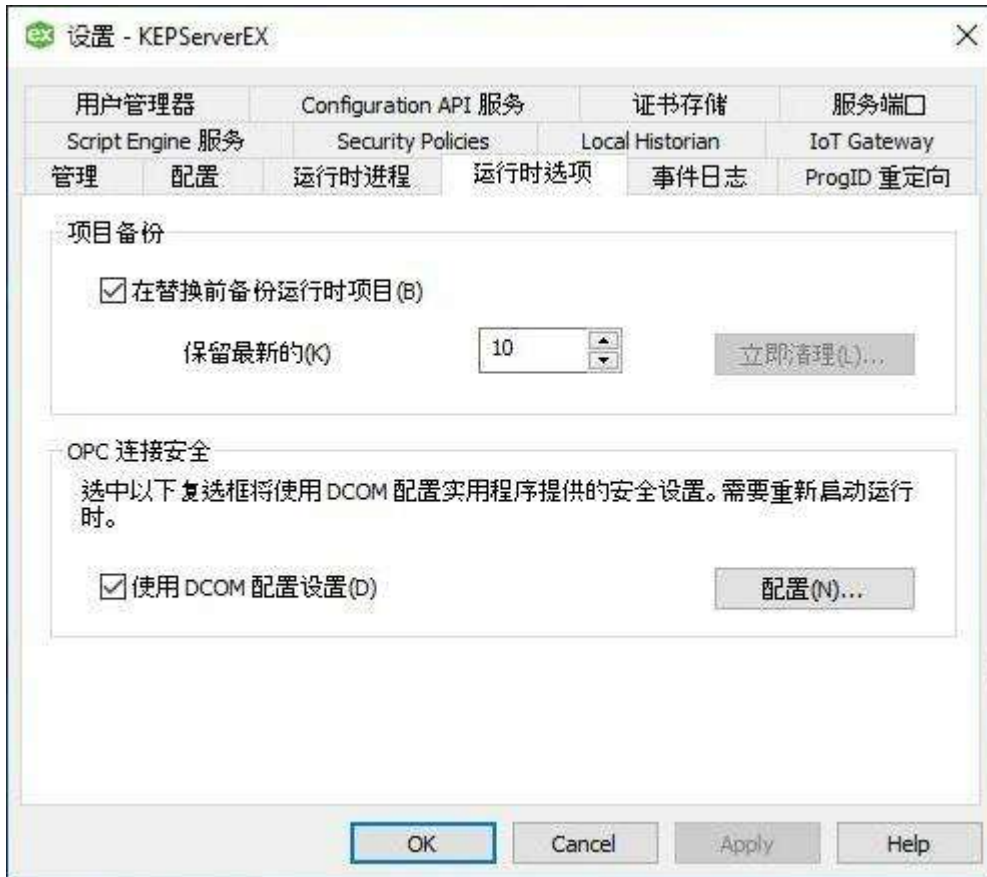 设置 - KEPServerEX
用户管理器 Configuration API 服务 证书存储 服务端口
Script Engine 服务 Security Policies Local Historian IoT Gateway
管理 配置 运行时进程 运行时选项 事件日志 ProgID 重定向
项目备份
在替换前备份运行时项目(B)
保留最新的(K) 10 立即清理(L)...
OPC 连接安全
选中以下复选框将使用 DCOM 配置实用程序提供的安全设置。需要重新启动运行
时。
使用 DCOM 配置设置(D) 配置(N)...
OK Cancel Apply Help